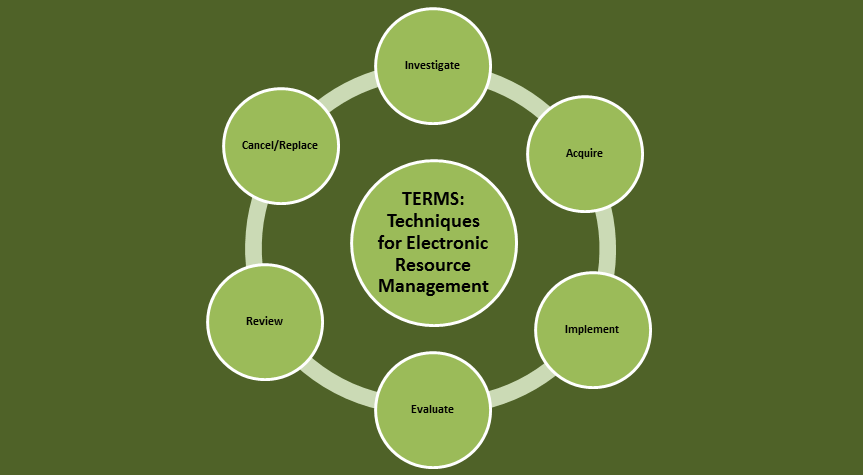 Investigate
Acquire
Implement
Evaluate
Review
Cancel/Replace
TERMS:
Techniques
for Electronic
Resource
Management